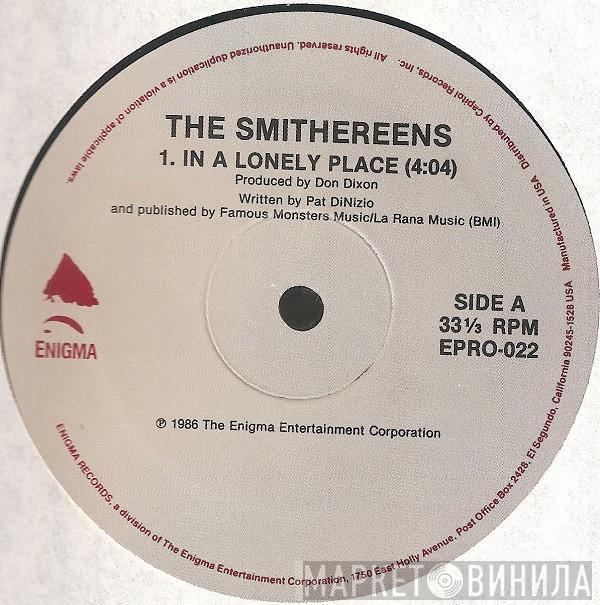 THE SMITHEREENS
1. IN A LONELY PLACE (4:04)
Produced by Don Dixon
Written by Pat DiNizio
and published by Famous Monsters Music/La Rana Music (BMI)
SIDE A
33⅓ RPM
EPRO-022
ENIGMA
℗ 1986 The Enigma Entertainment Corporation
ENIGMA RECORDS, a division of The Enigma Entertainment Corporation, 1750 East Holly Avenue, Post Office Box 2428, El Segundo, California 90245-1528 USA Manufactured in USA Distributed by Capitol Records, Inc. All rights reserved. Unauthorized duplication is a violation of applicable laws.
МАРКЕТ ВИНИЛА